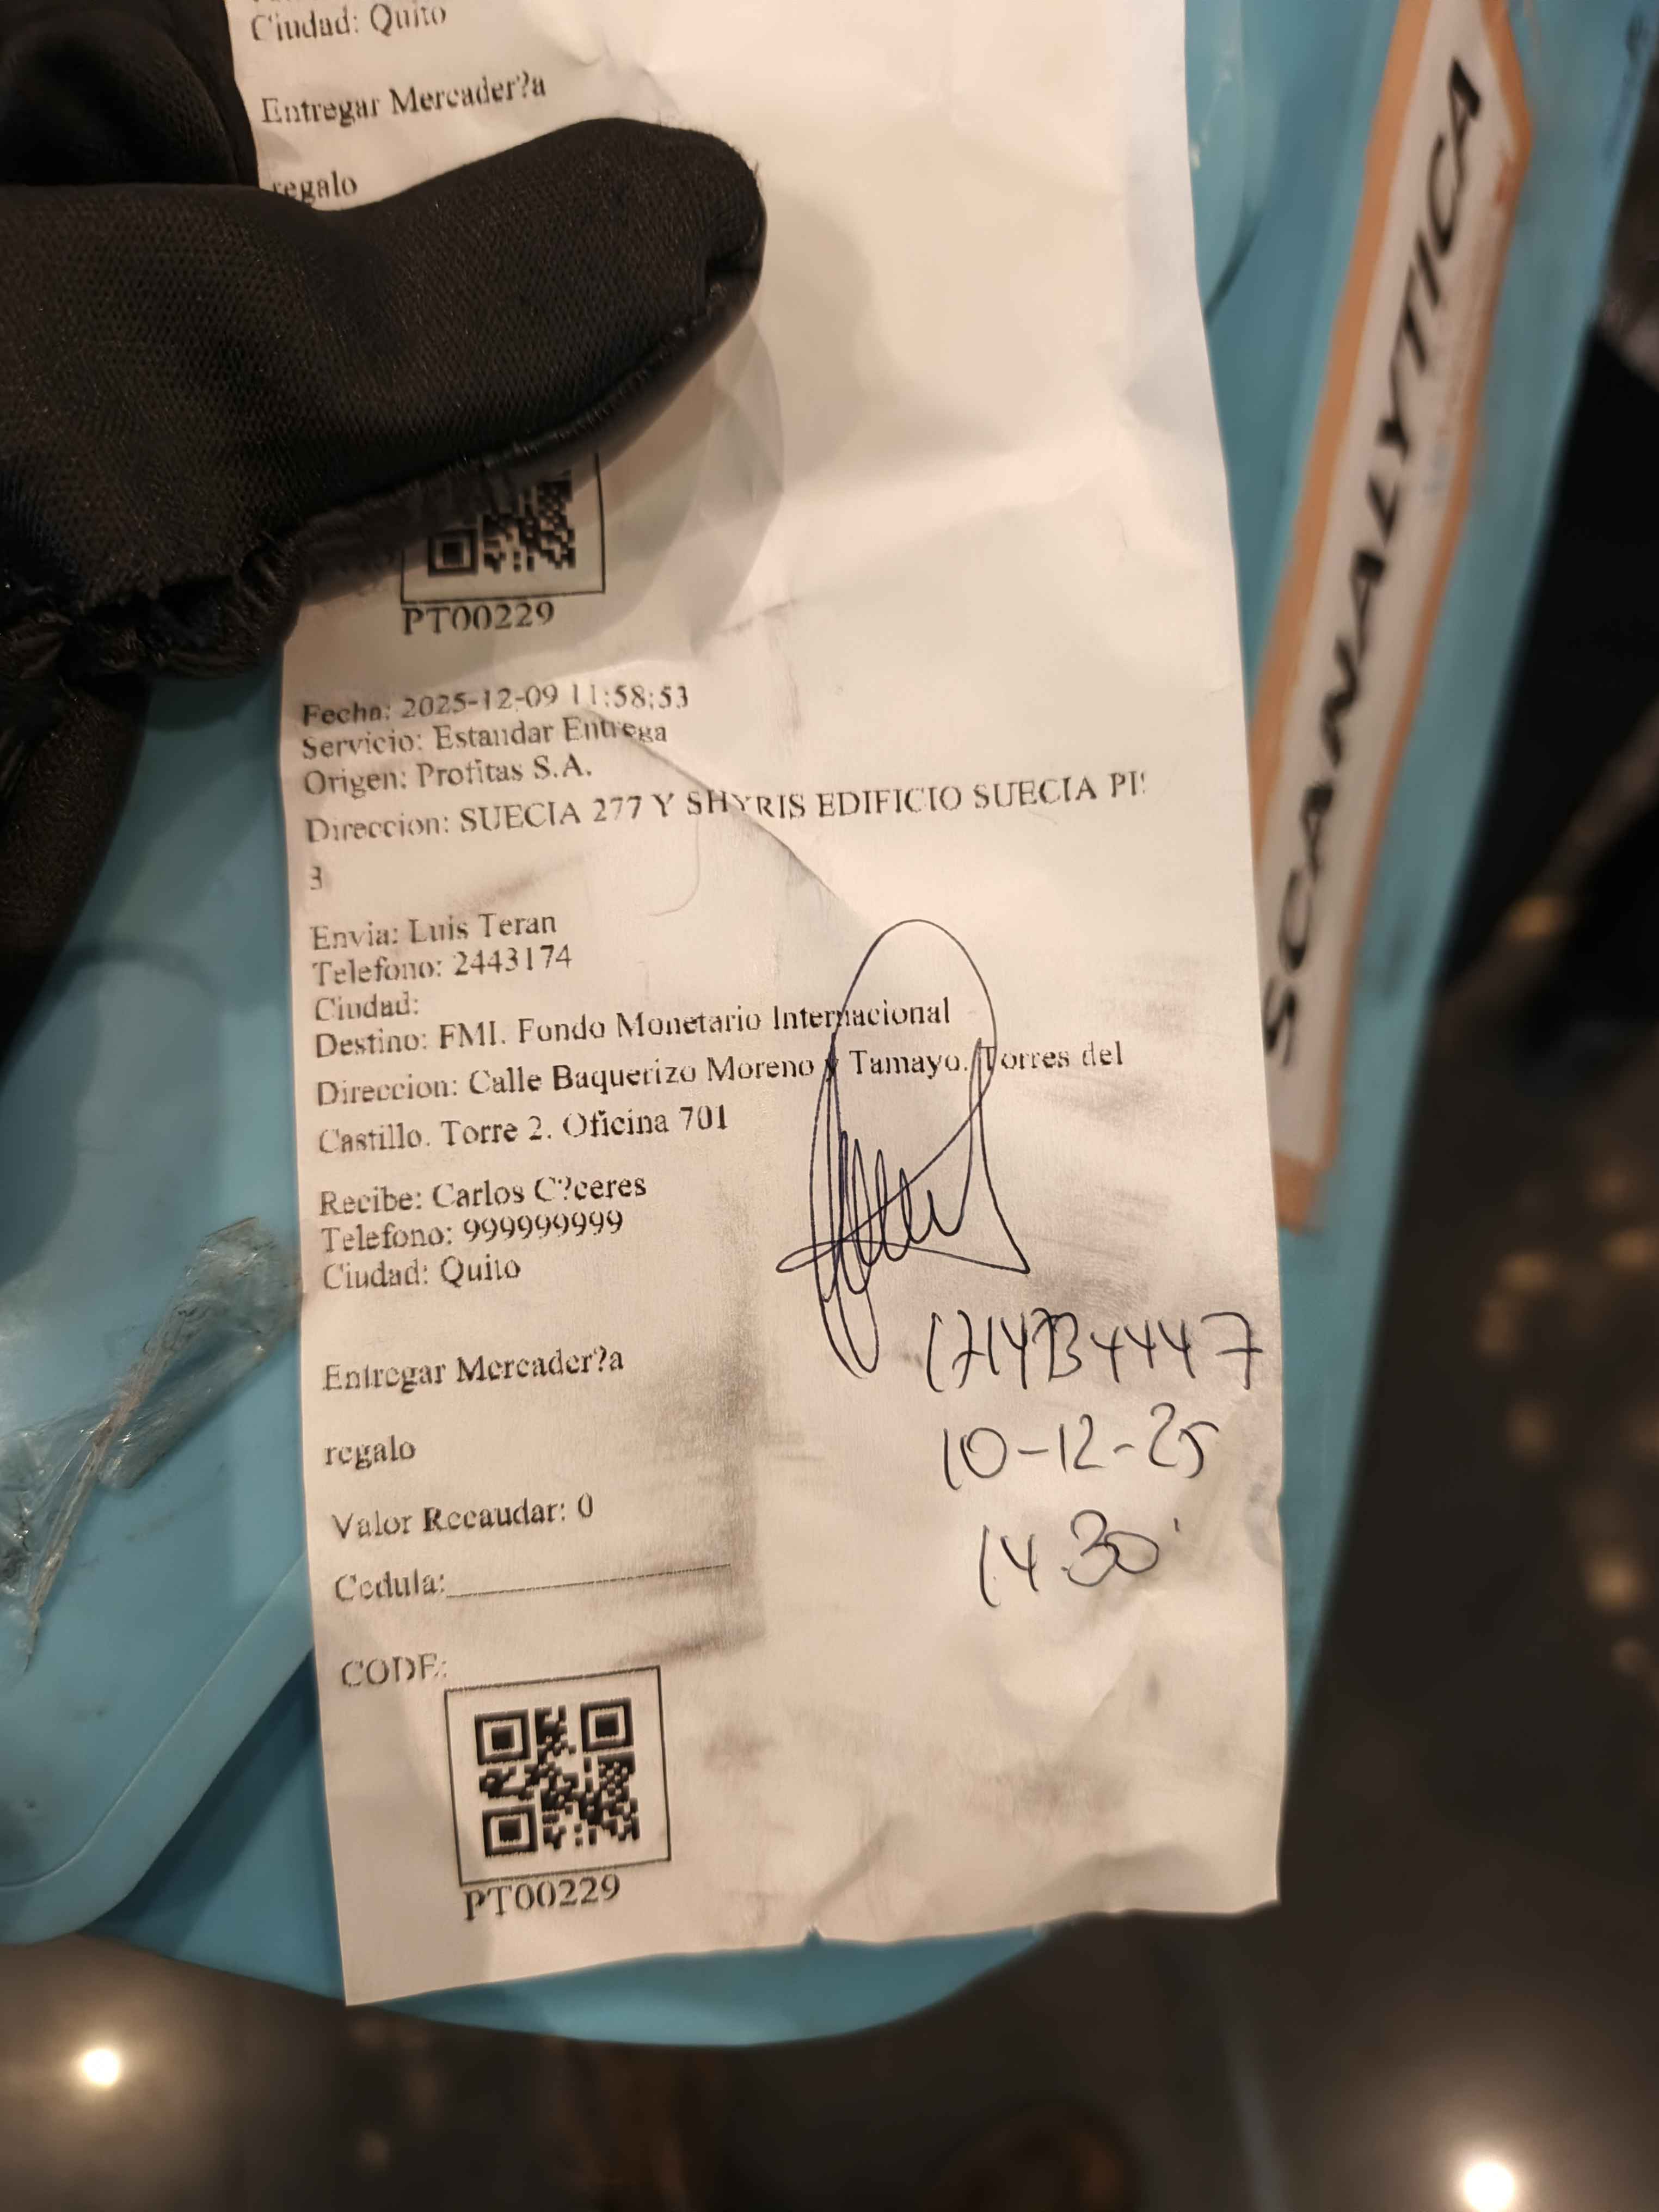 Ciudad: Quito
Entregar Mercader?a
regalo
PT00229
Fecha: 2025-12-09 11:58:53
Servicio: Estandar Entrega
Origen: Profitas S.A.
Direccion: SUECIA 277 Y SHYRIS EDIFICIO SUECIA
3
Envia: Luis Teran
Telefono: 2443174
Ciudad:
Destino: FMI. Fondo Monetario Internacional
Direccion: Calle Baquerizo Moreno y Tamayo. Torres del
Castillo. Torre 2. Oficina 701
Recibe: Carlos C?ceres
Telefono: 999999999
Ciudad: Quito
Entregar Mercader?a
regalo
Valor Recaudar: 0
Cedula:
10-12-25
14 30
CODE:
PT00229
SCANALYTICA